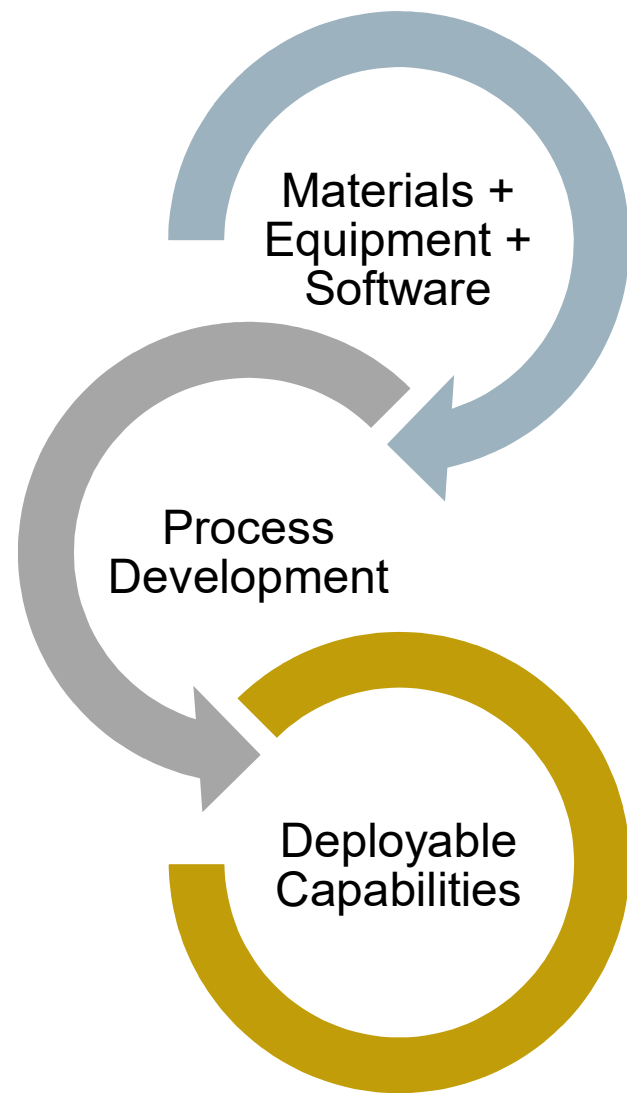 Materials +
Equipment +
Software
Process
Development
Deployable
Capabilities